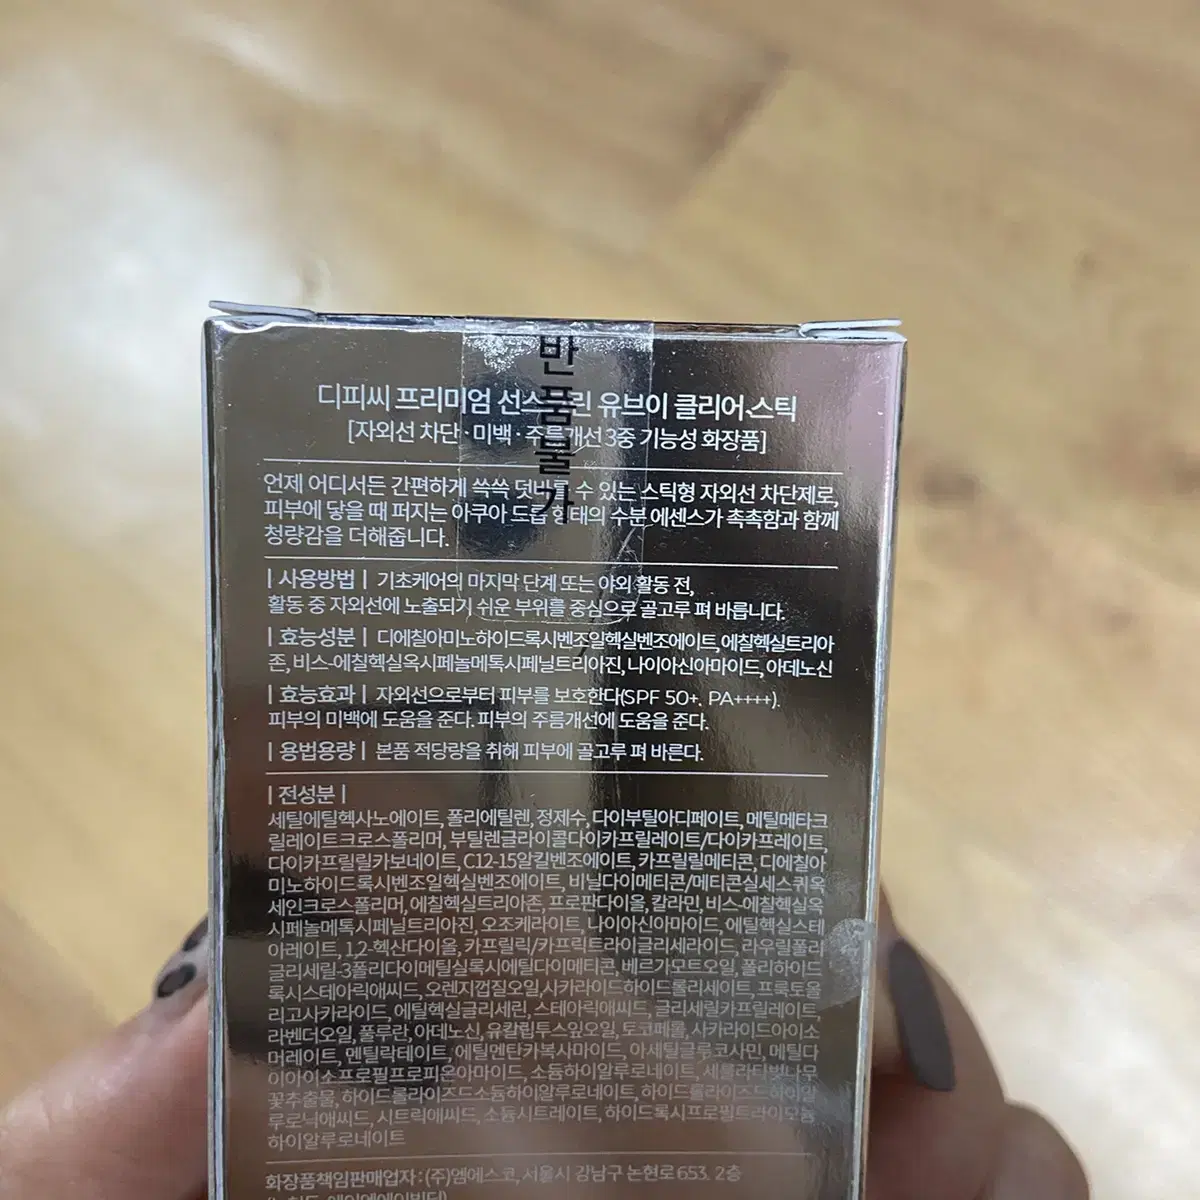 반품불가
디피씨 프리미엄 선스크린 유브이 클리어 스틱
[자외선 차단 · 미백 · 주름개선 3중 기능성 화장품]
언제 어디서든 간편하게 쓱쓱 덧바를 수 있는 스틱형 자외선 차단제로,
피부에 닿을 때 퍼지는 아쿠아 드롭 형태의 수분 에센스가 촉촉함과 함께
청량감을 더해줍니다.
| 사용방법 | 기초케어의 마지막 단계 또는 야외 활동 전,
활동 중 자외선에 노출되기 쉬운 부위를 중심으로 골고루 펴 바릅니다.
| 효능성분 | 디에칠아미노하이드록시벤조일헥실벤조에이트, 에칠헥실트리아
존, 비스-에칠헥실옥시페놀메톡시페닐트리아진, 나이아신아마이드, 아데노신
| 효능효과 | 자외선으로부터 피부를 보호한다(SPF 50+, PA++++).
피부의 미백에 도움을 준다. 피부의 주름개선에 도움을 준다.
| 용법용량 | 본품 적당량을 취해 피부에 골고루 펴 바른다.
| 전성분 |
세틸에틸헥사노에이트, 폴리에틸렌, 정제수, 다이부틸아디페이트, 메틸메타크
릴레이트크로스폴리머, 부틸렌글라이콜다이카프릴레이트/다이카프레이트,
다이카프릴릴카보네이트, C12-15알킬벤조에이트, 카프릴릴메티콘, 디에칠아
미노하이드록시벤조일헥실벤조에이트, 비닐다이메티콘/메티콘실세스퀴옥
세인크로스폴리머, 에칠헥실트리아존, 프로판다이올, 칼라민, 비스-에칠헥실옥
시페놀메톡시페닐트리아진, 오조케라이트, 나이아신아마이드, 에틸헥실스테
아레이트, 1,2-헥산다이올, 카프릴릭/카프릭트라이글리세라이드, 라우릴폴리
글리세릴-3폴리다이메틸실록시에틸다이메티콘, 베르가모트오일, 폴리하이드
록시스테아릭애씨드, 오렌지껍질오일, 사카라이드하이드롤리세이트, 프룩토올
리고사카라이드, 에틸헥실글리세린, 스테아릭애씨드, 글리세릴카프릴레이트,
라벤더오일, 풀루란, 아데노신, 유칼립투스잎오일, 토코페롤, 사카라이드아이소
머레이트, 멘틸락테이트, 에틸멘탄카복사마이드, 아세틸글루코사민, 메틸다
이아이소프로필프로피온아마이드, 소듐하이알루로네이트, 세틀라타벚나무
꽃추출물, 하이드롤라이즈드소듐하이알루로네이트, 하이드롤라이즈드하이알
루로닉애씨드, 시트릭애씨드, 소듐시트레이트, 하이드록시프로필트라이모늄
하이알루로네이트
화장품책임판매업자 : (주)엠에스코, 서울시 강남구 논현로 653, 2층